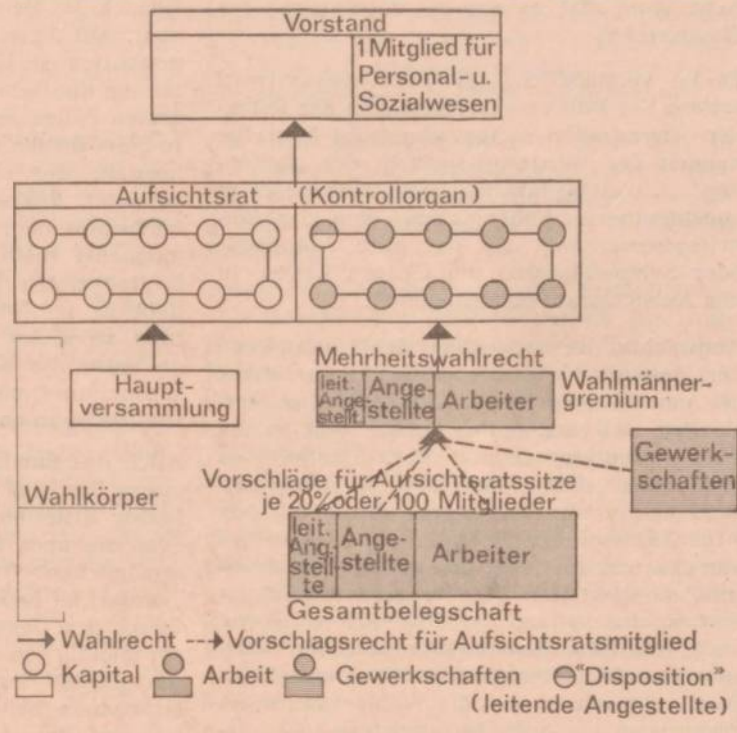 Vorstand
1 Mitglied für
Personal- u.
Sozialwesen
Aufsichtsrat (Kontrollorgan)
Mehrheitswahlrecht
Haupt-
versammlung
leit.
Ange-
stellt.
Ange-
stellte
Arbeiter
Wahlmänner-
gremium
Gewerk-
schaften
Wahlkörper
Vorschläge für Aufsichtsratssitze
je 20% oder 100 Mitglieder
leit.
Ang.
stell
te
Ange-
stellte
Arbeiter
Gesamtbelegschaft
Wahlrecht Vorschlagsrecht für Aufsichtsratsmitglied
Kapital Arbeit Gewerkschaften "Disposition"
(leitende Angestellte)